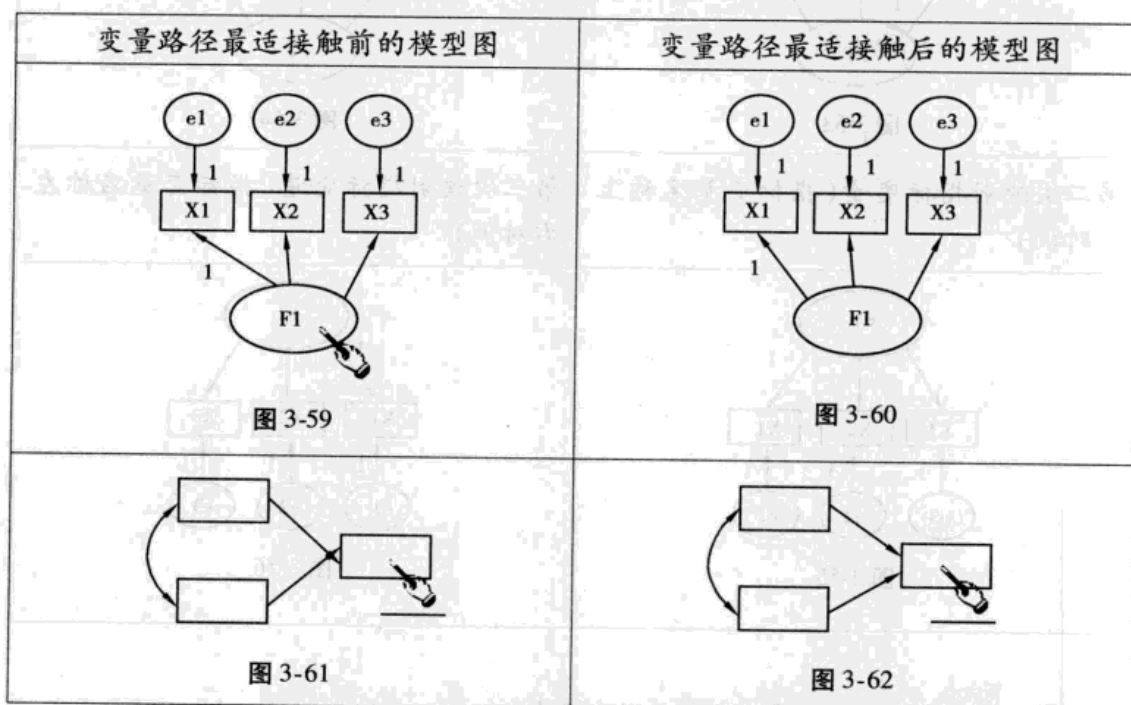 变量路径最适接触前的模型图
变量路径最适接触后的模型图
e1 e2 e3
1 1 1
X1 X2 X3
1
F1
图 3-59
e1 e2 e3
1 1 1
X1 X2 X3
1
F1
图 3-60
图 3-61
图 3-62